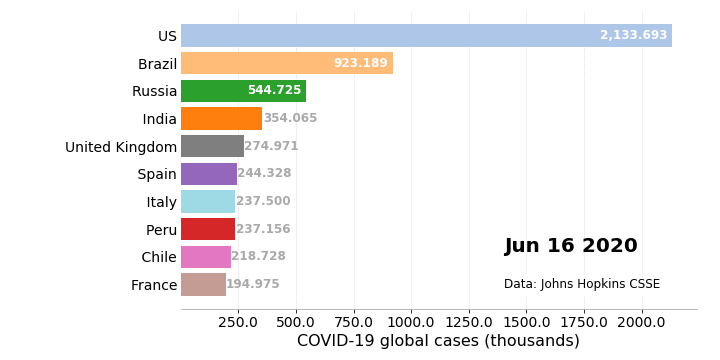 US 2,133.693
Brazil 923.189
Russia 544.725
India 354.065
United Kingdom 274.971
Spain 244.328
Italy 237.500
Peru 237.156
Chile 218.728
France 194.975
Jun 16 2020
Data: Johns Hopkins CSSE
250.0 500.0 750.0 1000.0 1250.0 1500.0 1750.0 2000.0
COVID-19 global cases (thousands)